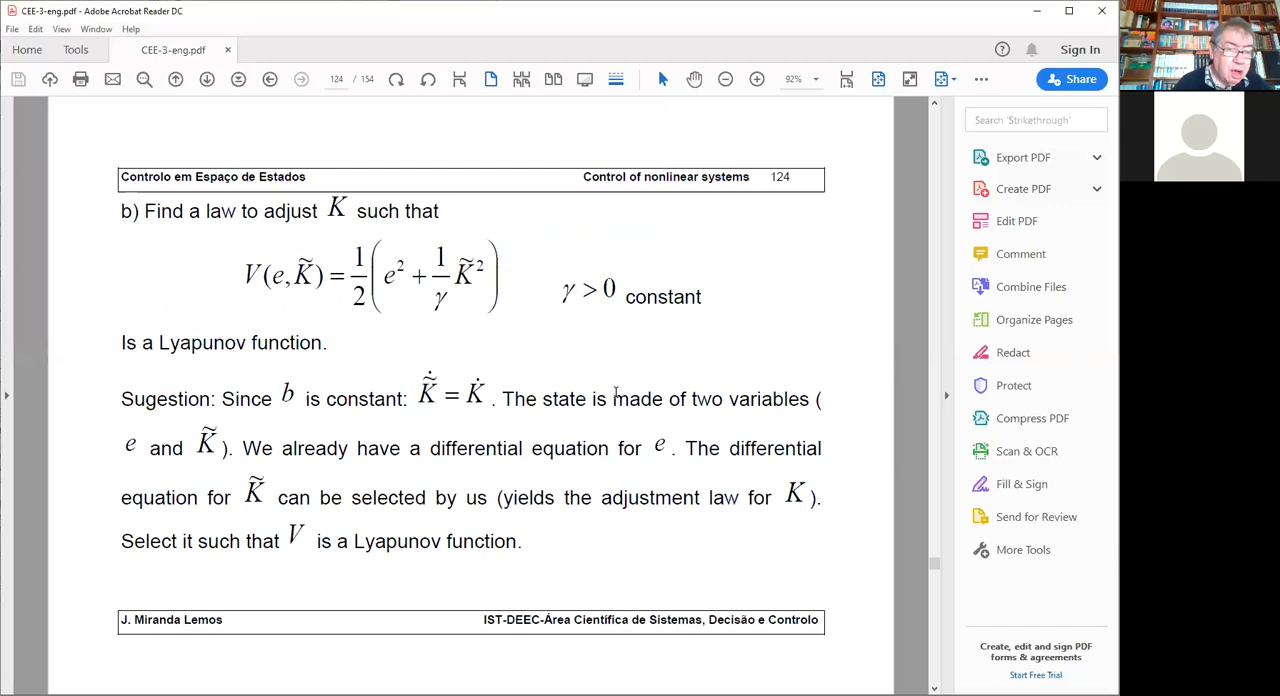 CEE-3-eng.pdf - Adobe Acrobat Reader DC
File Edit View Window Help
Home Tools CEE-3-eng.pdf × Sign In
124 / 154 92% Share
Controlo em Espaço de Estados Control of nonlinear systems 124
b) Find a law to adjust K such that
V(e, K̃) = 1/2 ( e² + 1/γ K̃² ) γ > 0 constant
Is a Lyapunov function.
Sugestion: Since b is constant: K̃̇ = K̇ . The state is made of two variables (
e and K̃ ). We already have a differential equation for e . The differential
equation for K̃ can be selected by us (yields the adjustment law for K ).
Select it such that V is a Lyapunov function.
J. Miranda Lemos IST-DEEC-Área Científica de Sistemas, Decisão e Controlo
Search 'Strikethrough'
Export PDF
Create PDF
Edit PDF
Comment
Combine Files
Organize Pages
Redact
Protect
Compress PDF
Scan & OCR
Fill & Sign
Send for Review
More Tools
Create, edit and sign PDF
forms & agreements
Start Free Trial